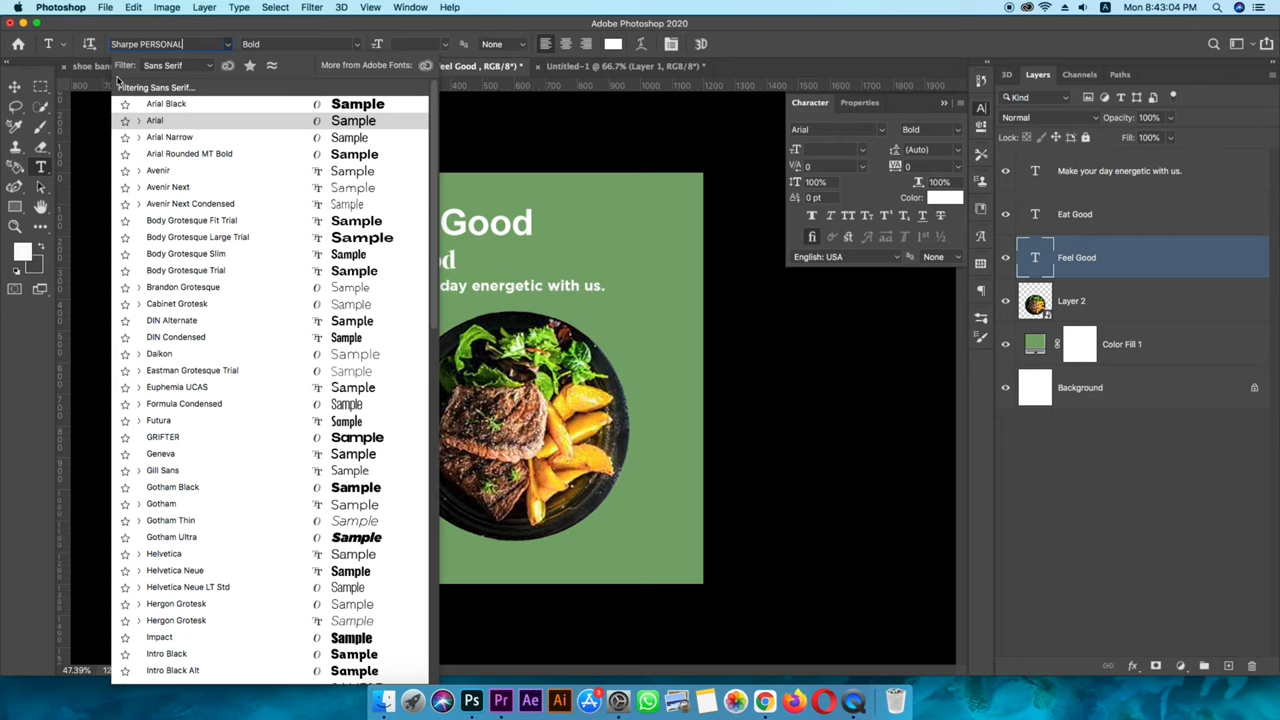 Photoshop File Edit Image Layer Type Select Filter 3D View Plugins Window Help Mon 8:43:04 PM
Adobe Photoshop 2020
Sharpe PERSONAL Bold None 3D
Filter: Sans Serif More from Adobe Fonts:
shoe ban
Feel Good , RGB/8*) *
Untitled-1 @ 66.7% (Layer 1, RGB/8*) *
Filtering Sans Serif...
Arial Black Sample
Arial Sample
Arial Narrow Sample
Arial Rounded MT Bold Sample
Avenir Sample
Avenir Next Sample
Avenir Next Condensed Sample
Body Grotesque Fit Trial Sample
Body Grotesque Large Trial Sample
Body Grotesque Slim Sample
Body Grotesque Trial Sample
Brandon Grotesque Sample
Cabinet Grotesk Sample
DIN Alternate Sample
DIN Condensed Sample
Daikon Sample
Eastman Grotesque Trial Sample
Euphemia UCAS Sample
Formula Condensed Sample
Futura Sample
GRIFTER Sample
Geneva Sample
Gill Sans Sample
Gotham Black Sample
Gotham Sample
Gotham Thin Sample
Gotham Ultra Sample
Helvetica Sample
Helvetica Neue Sample
Helvetica Neue LT Std Sample
Hergon Grotesk Sample
Hergon Grotesk Sample
Impact Sample
Intro Black Sample
Intro Black Alt Sample
47.39%
Good
od
day energetic with us.
Character Properties
Arial Bold
(Auto)
0 0
100% 100%
0 pt Color:
English: USA None
3D Layers Channels Paths
Kind
Normal Opacity: 100%
Lock: Fill: 100%
Make your day energetic with us.
Eat Good
Feel Good
Layer 2
Color Fill 1
Background